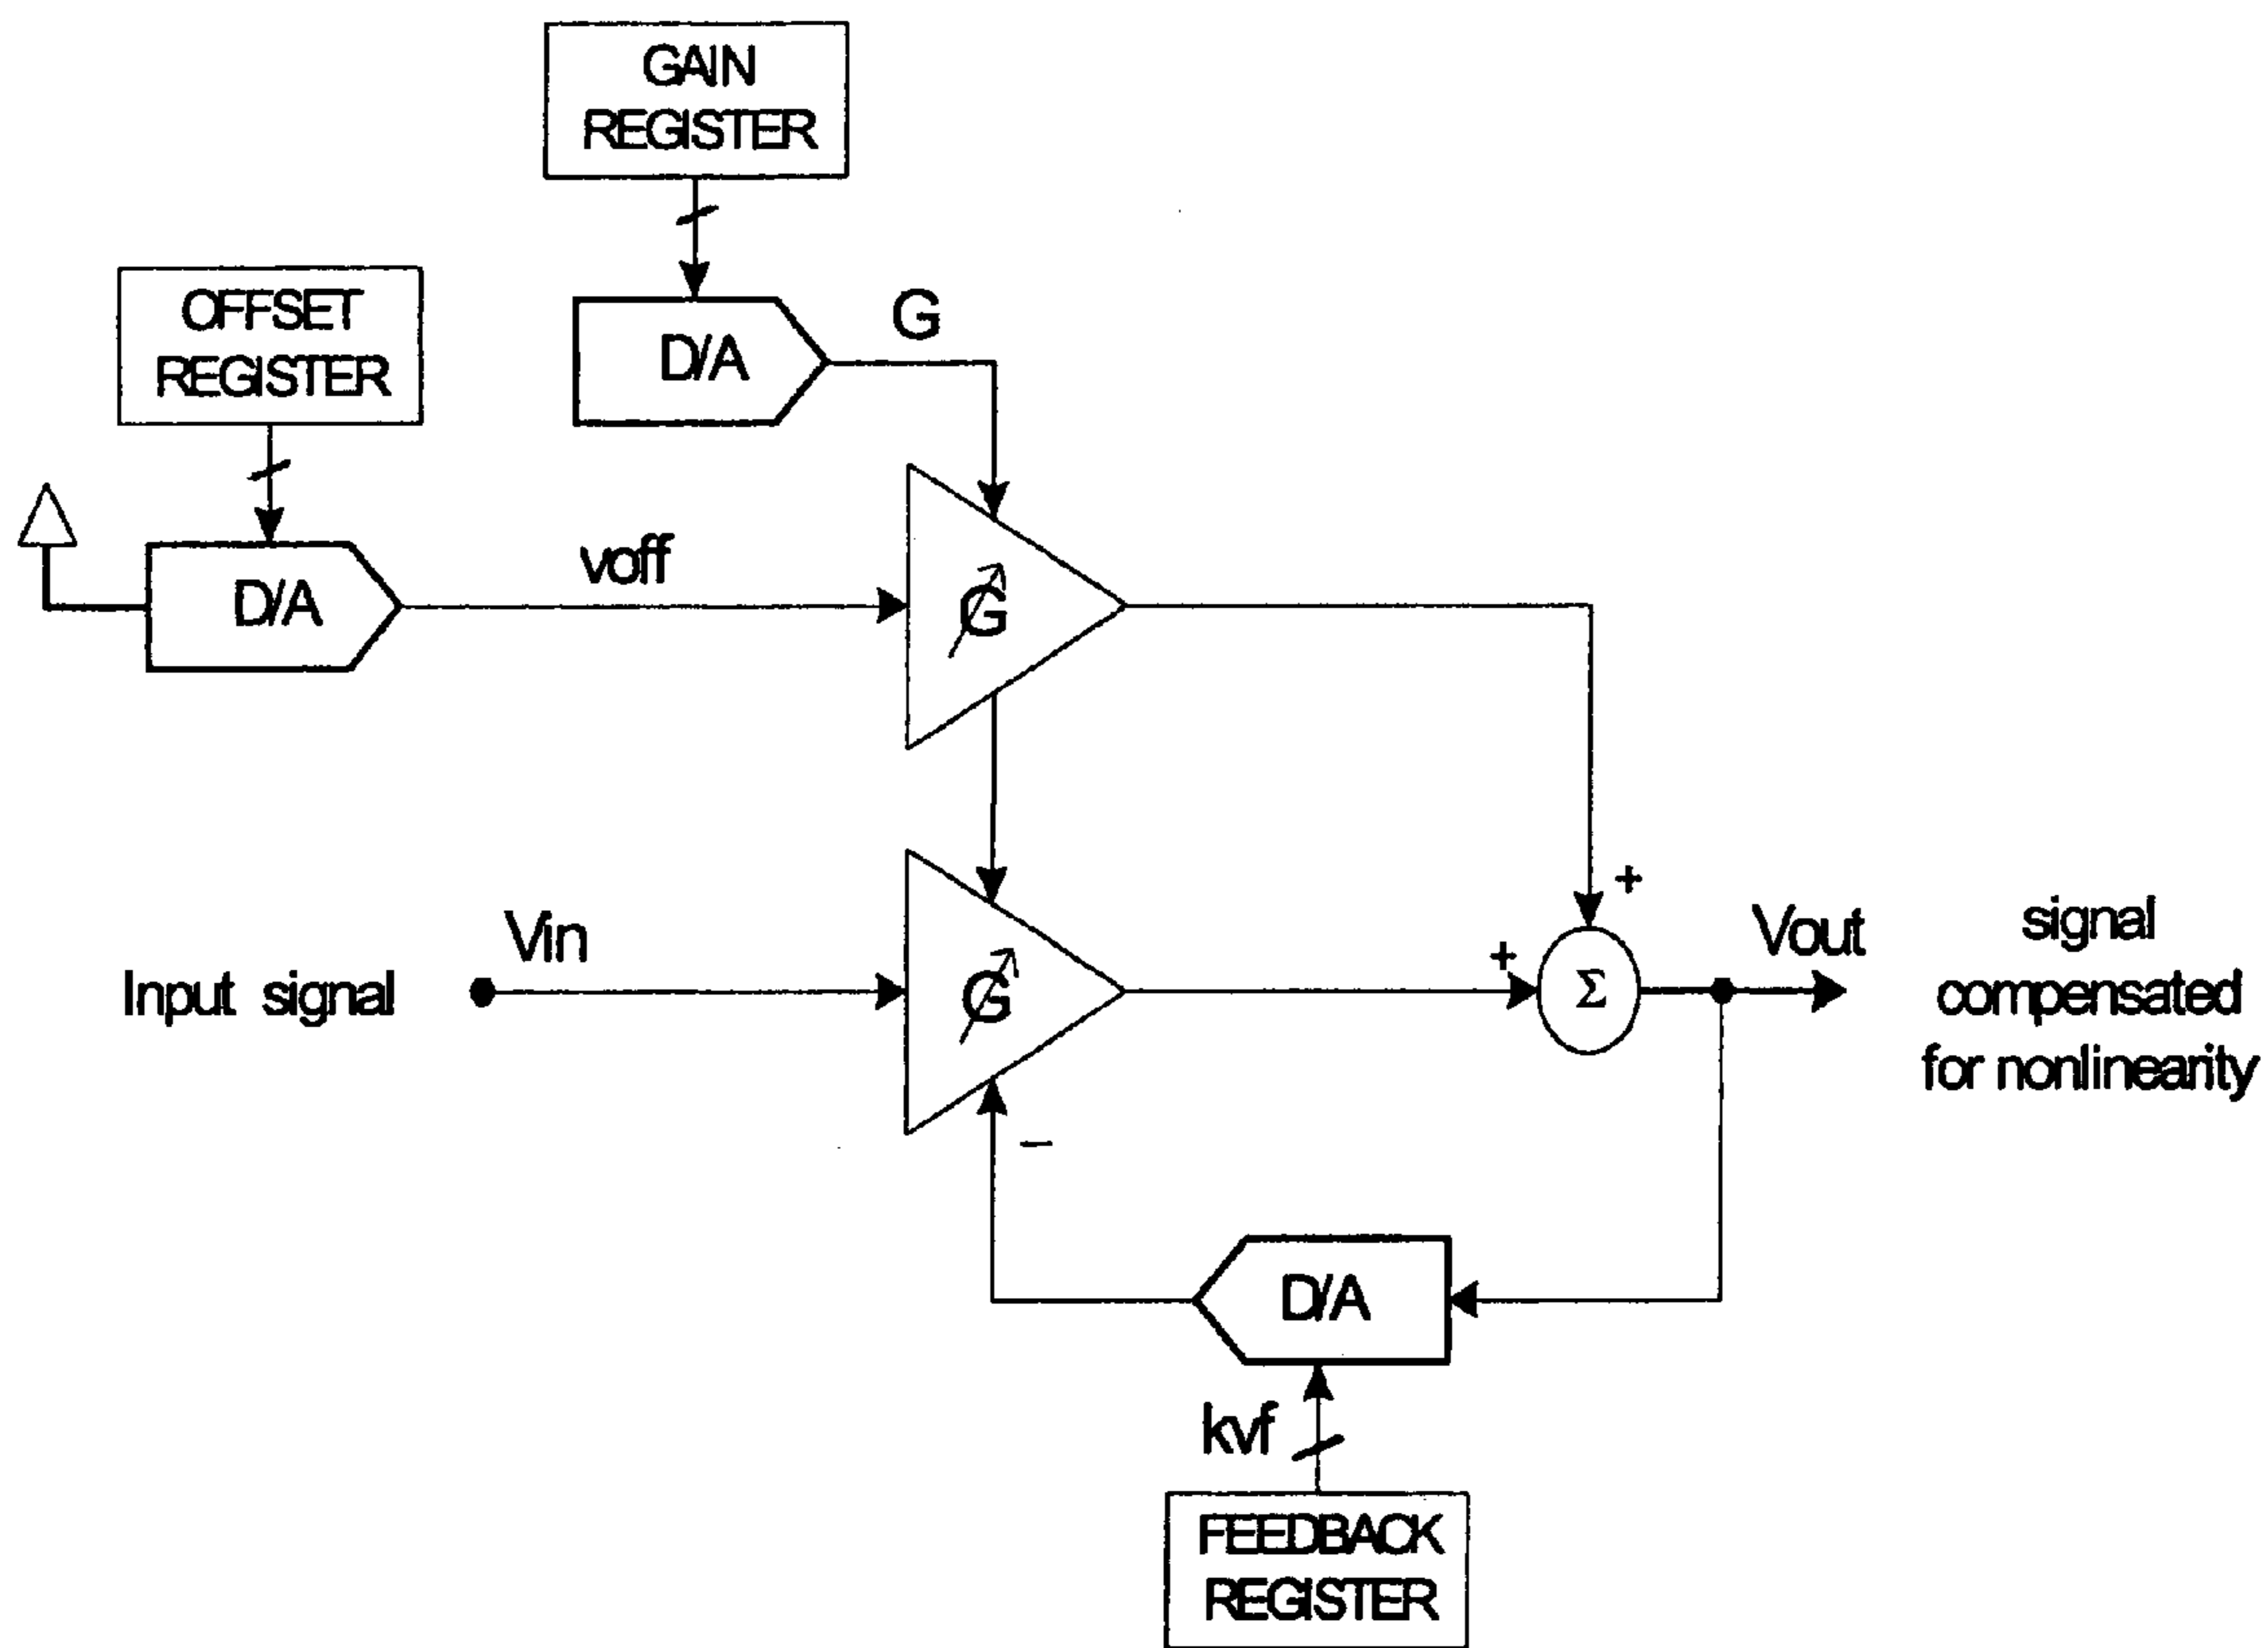 GAIN
REGISTER
OFFSET
REGISTER
D/A
G
D/A
voff
G
+
Vin
Input signal
G
+
Σ
Vout
signal
compensated
for nonlinearity
−
D/A
kvf
FEEDBACK
REGISTER